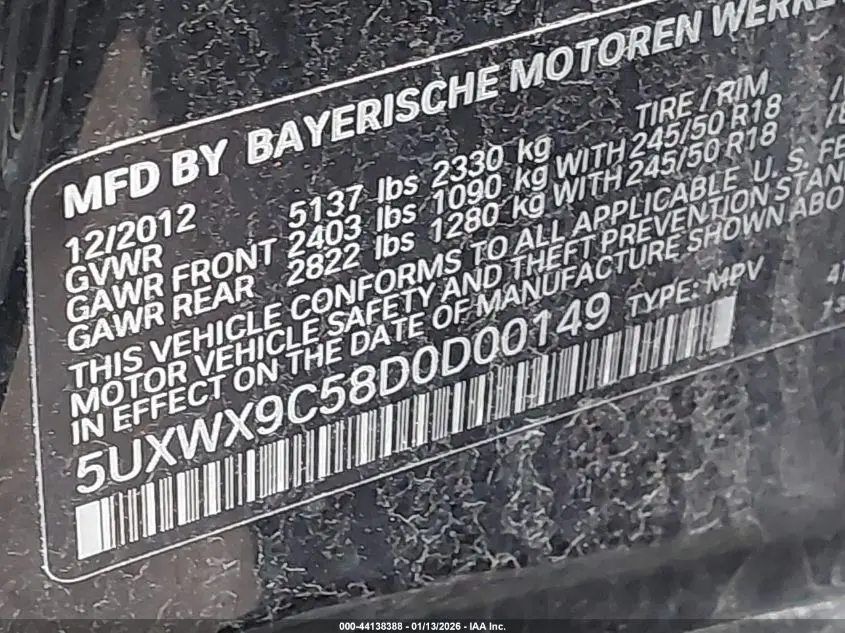 MFD BY BAYERISCHE MOTOREN
12/2012 TIRE / RIM
GVWR 5137 lbs 2330 kg
GAWR FRONT 2403 lbs 1090 kg WITH 245/50 R18
GAWR REAR 2822 lbs 1280 kg WITH 245/50 R18
THIS VEHICLE CONFORMS TO ALL APPLICABLE U. S.
MOTOR VEHICLE SAFETY AND THEFT PREVENTION
IN EFFECT ON THE DATE OF MANUFACTURE SHOWN
5UXWX9C58D0D00149 TYPE: MPV
000-44138388 - 01/13/2026 - IAA Inc.